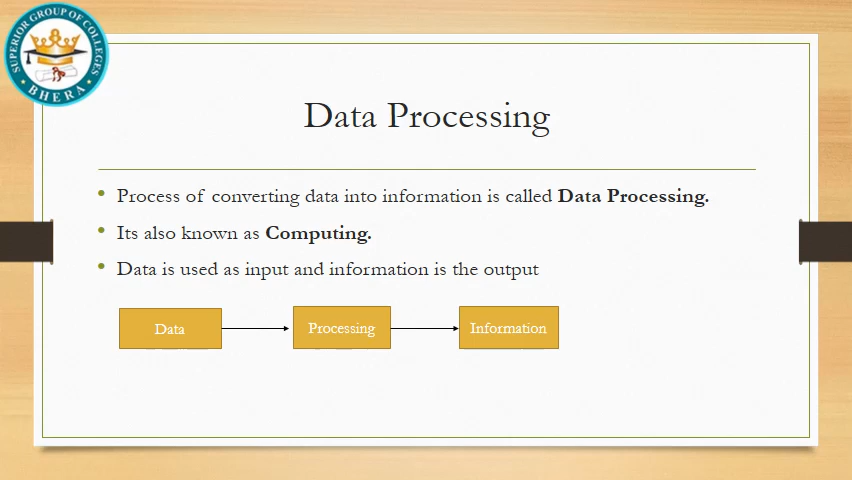 SUPERIOR GROUP OF COLLEGES
BHERA
Data Processing
• Process of converting data into information is called Data Processing.
• Its also known as Computing.
• Data is used as input and information is the output
Data
Processing
Information